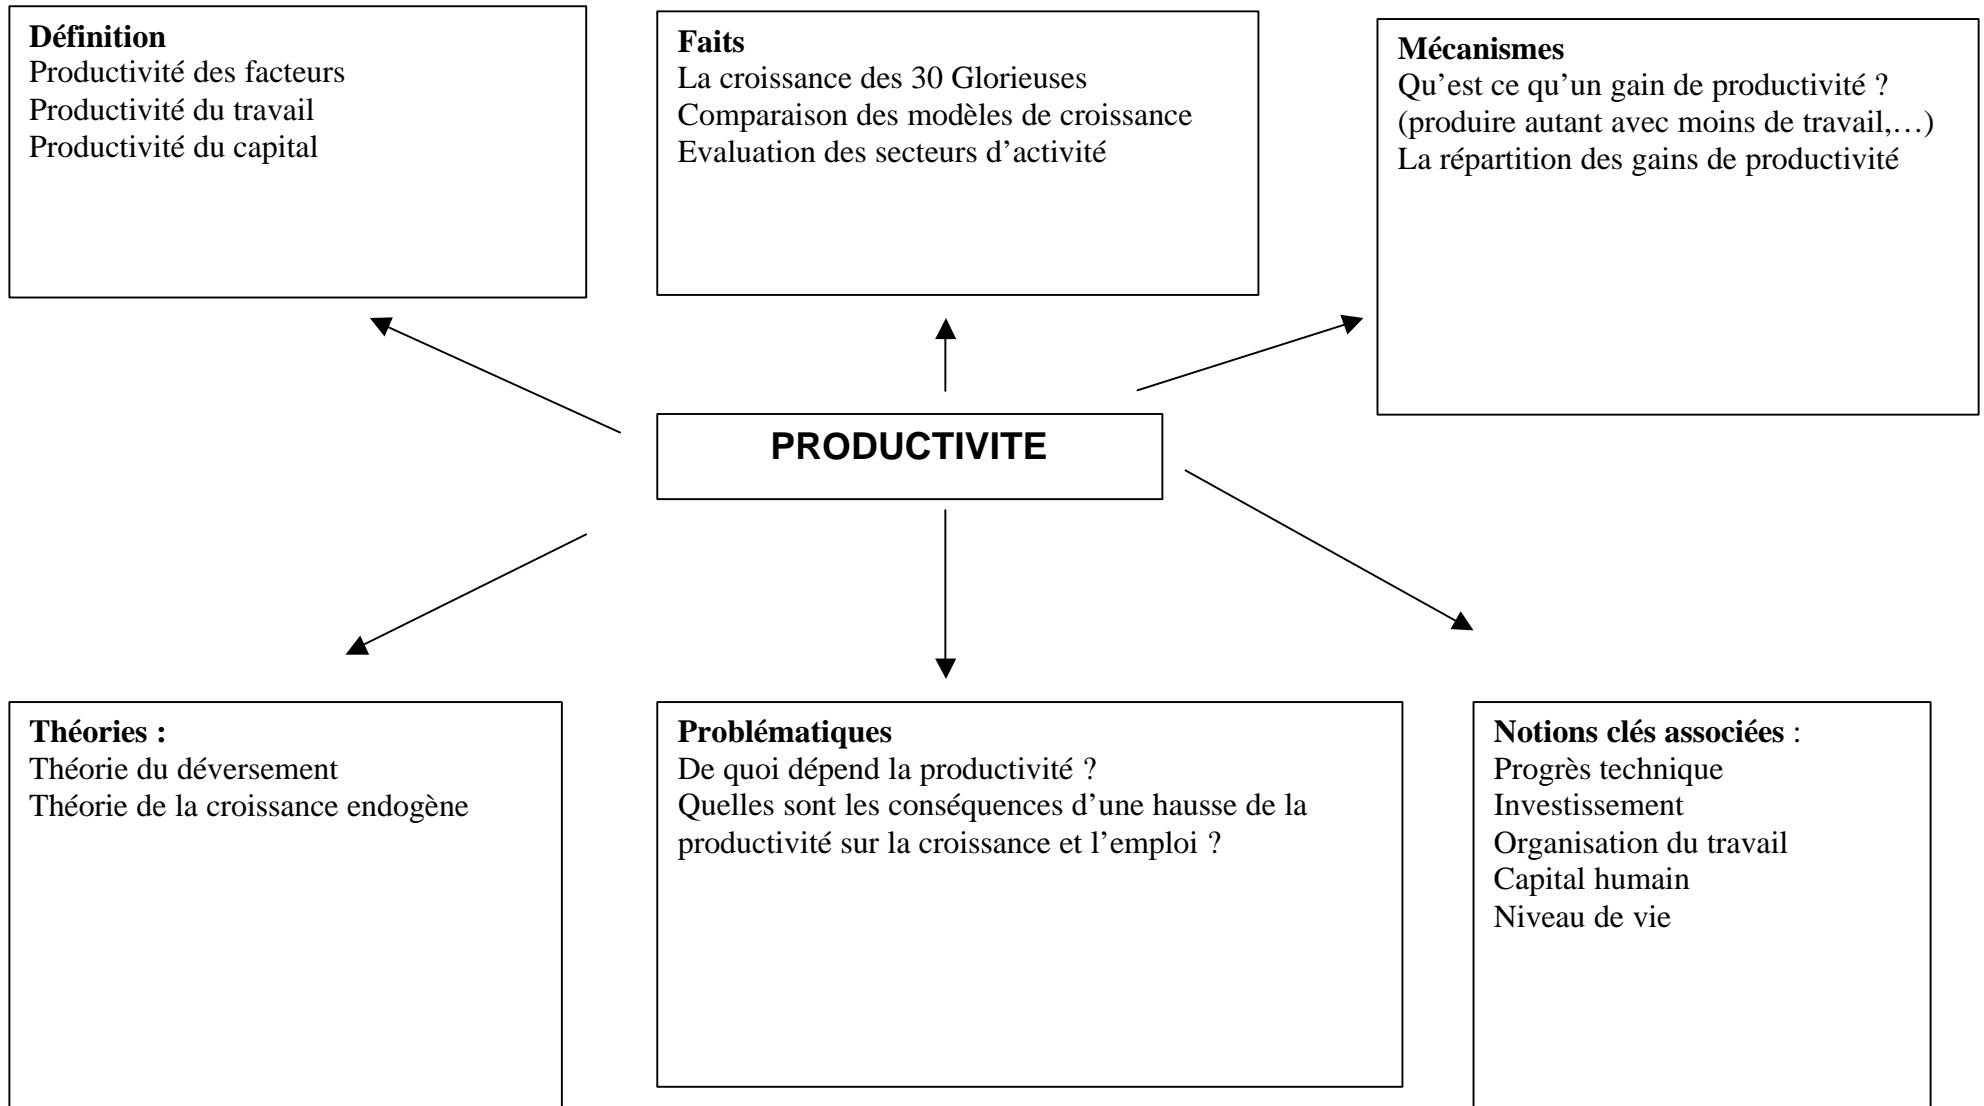 Définition
Productivité des facteurs
Productivité du travail
Productivité du capital
Faits
La croissance des 30 Glorieuses
Comparaison des modèles de croissance
Evaluation des secteurs d’activité
Mécanismes
Qu’est ce qu’un gain de productivité ?
(produire autant avec moins de travail,…)
La répartition des gains de productivité
PRODUCTIVITE
Théories :
Théorie du déversement
Théorie de la croissance endogène
Problématiques
De quoi dépend la productivité ?
Quelles sont les conséquences d’une hausse de la
productivité sur la croissance et l’emploi ?
Notions clés associées :
Progrès technique
Investissement
Organisation du travail
Capital humain
Niveau de vie